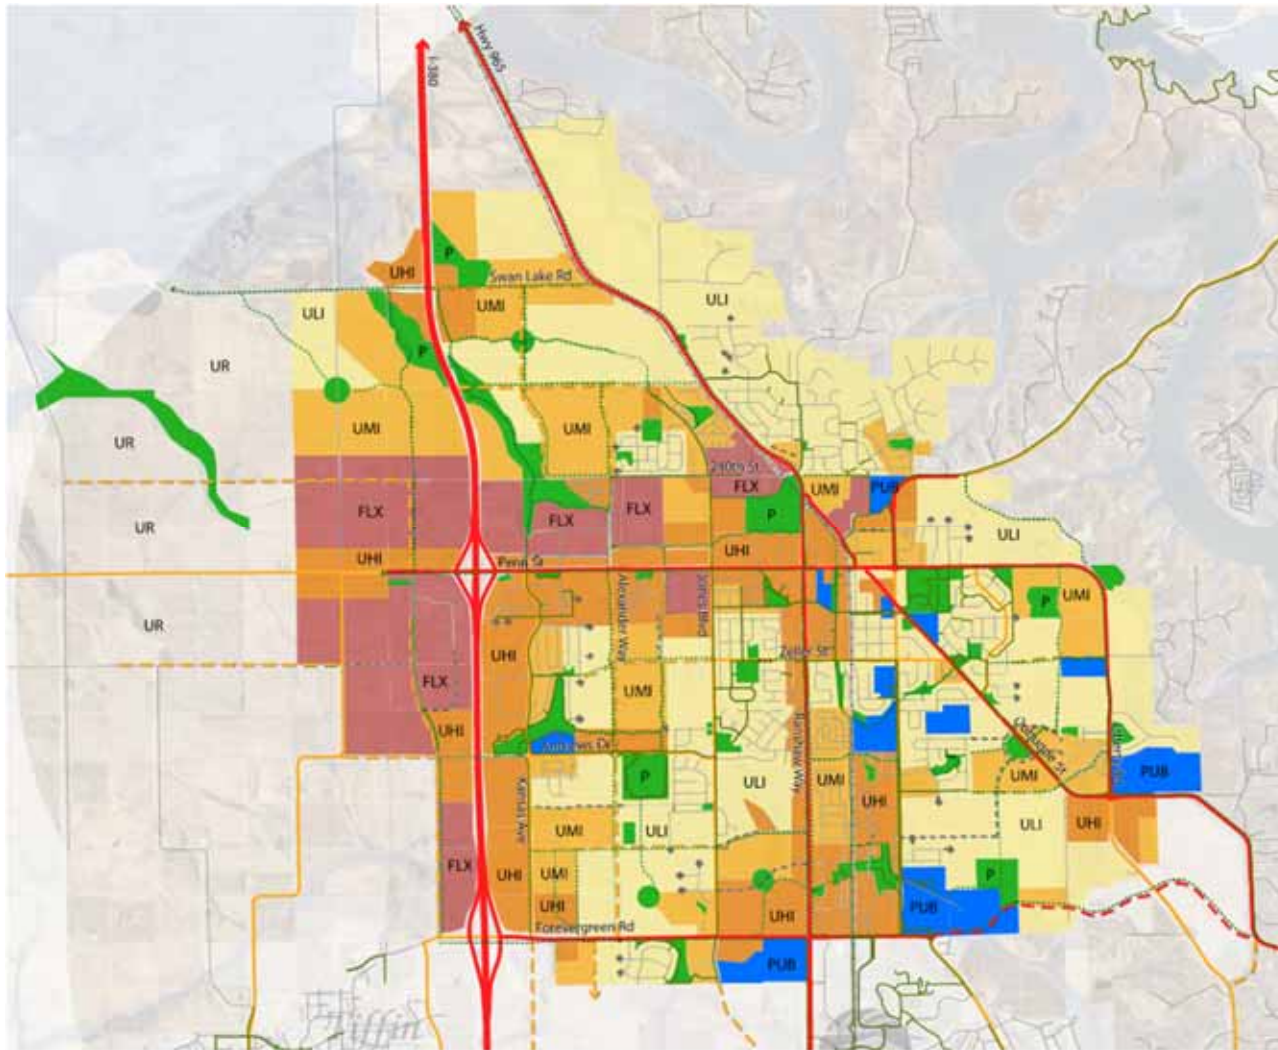 Hwy 965
I-380
P
UHI
Swan Lake Rd
ULI
UMI
ULI
P
UR
UMI
UMI
UR
240th St
FLX
UMI
PUB
FLX
FLX
FLX
P
UR
ULI
UHI
UHI
Penn St
Alexander Way
Jones Blvd
P
UMI
UR
UHI
Zeller St
FLX
UMI
UHI
Ranshaw Way
ULI
UMI
PUB
P
UMI
Kansas Ave
UHI
UMI
ULI
ULI
UHI
FLX
UHI
UMI
P
UHI
UHI
PUB
Forevergreen Rd
PUB
Tiffin